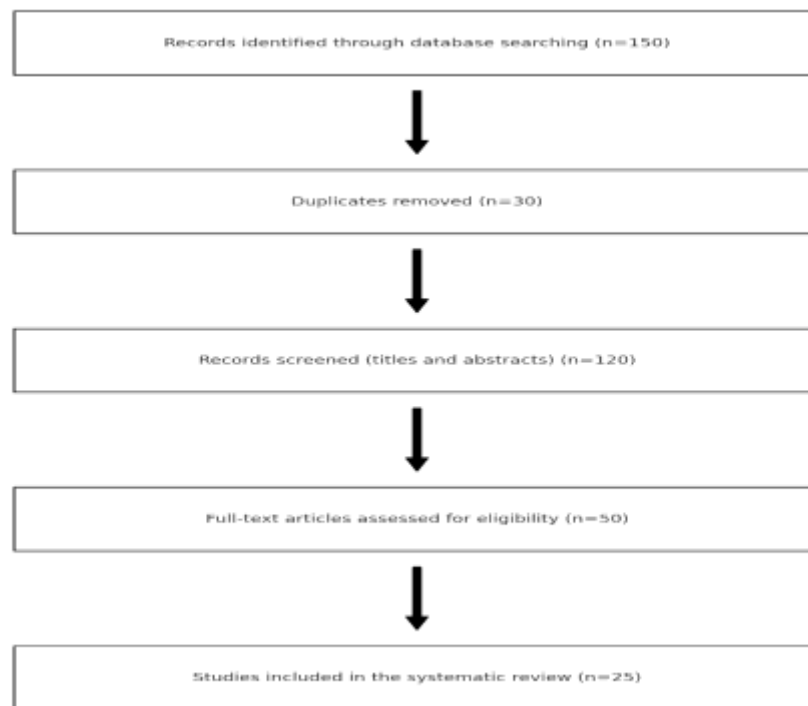 Records identified through database searching (n=150)
Duplicates removed (n=30)
Records screened (titles and abstracts) (n=120)
Full-text articles assessed for eligibility (n=50)
Studies included in the systematic review (n=25)